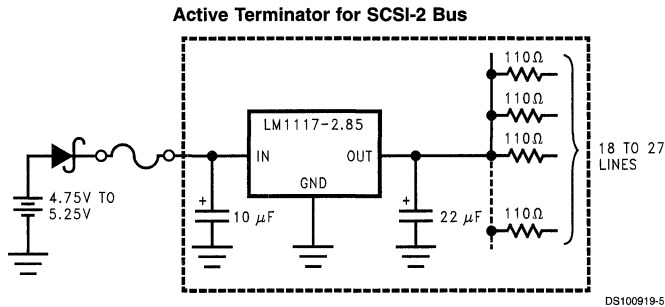 Active Terminator for SCSI-2 Bus
110Ω
110Ω
LM1117-2.85
110Ω
IN
OUT
18 TO 27
LINES
GND
4.75V TO
5.25V
+
10 μF
+
22 μF
110Ω
DS100919-5